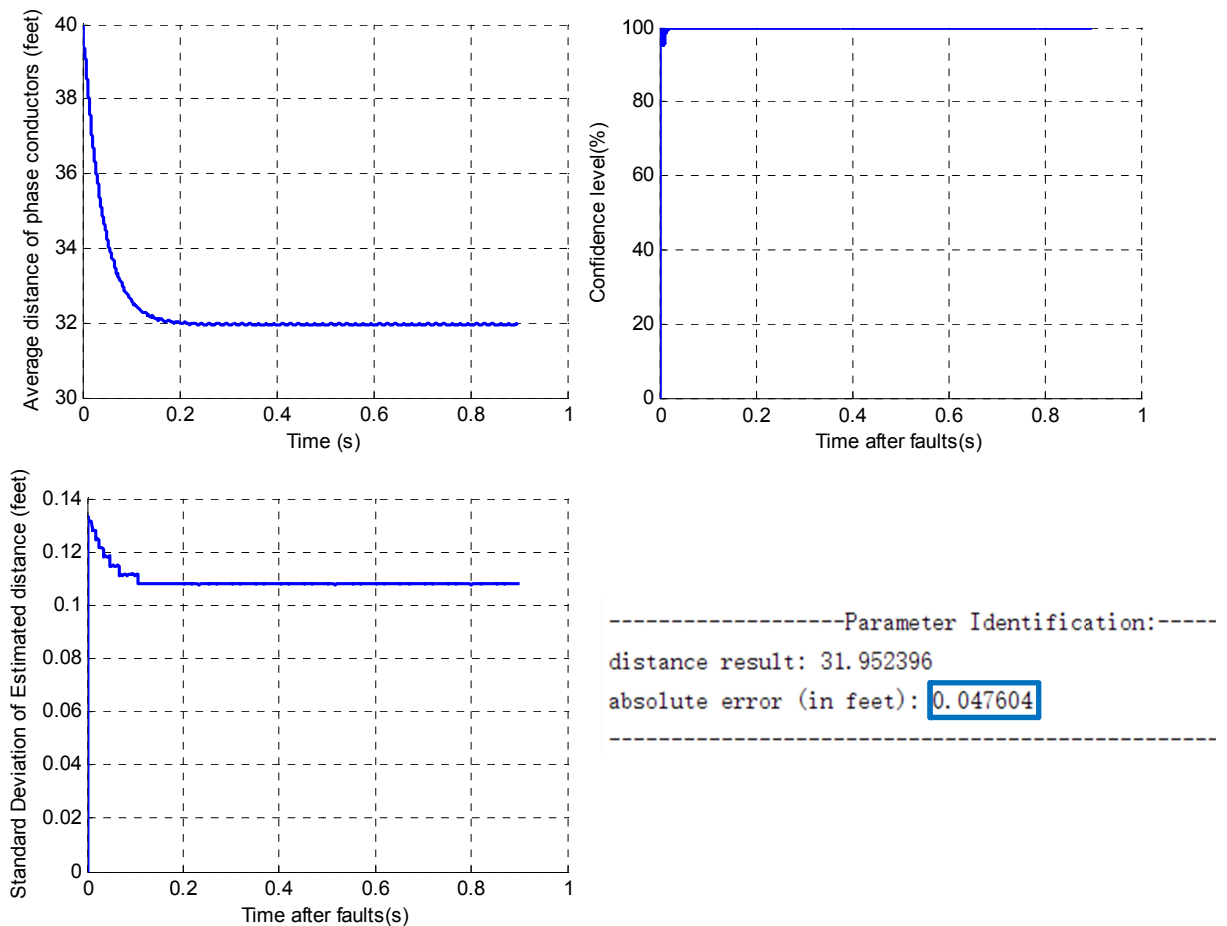 Average distance of phase conductors (feet)
40
38
36
34
32
30
0 0.2 0.4 0.6 0.8 1
Time (s)
Confidence level(%)
100
80
60
40
20
0
0 0.2 0.4 0.6 0.8 1
Time after faults(s)
Standard Deviation of Estimated distance (feet)
0.14
0.12
0.1
0.08
0.06
0.04
0.02
0
0 0.2 0.4 0.6 0.8 1
Time after faults(s)
-------------------Parameter Identification:-----
distance result: 31.952396
absolute error (in feet): 0.047604
-------------------------------------------------